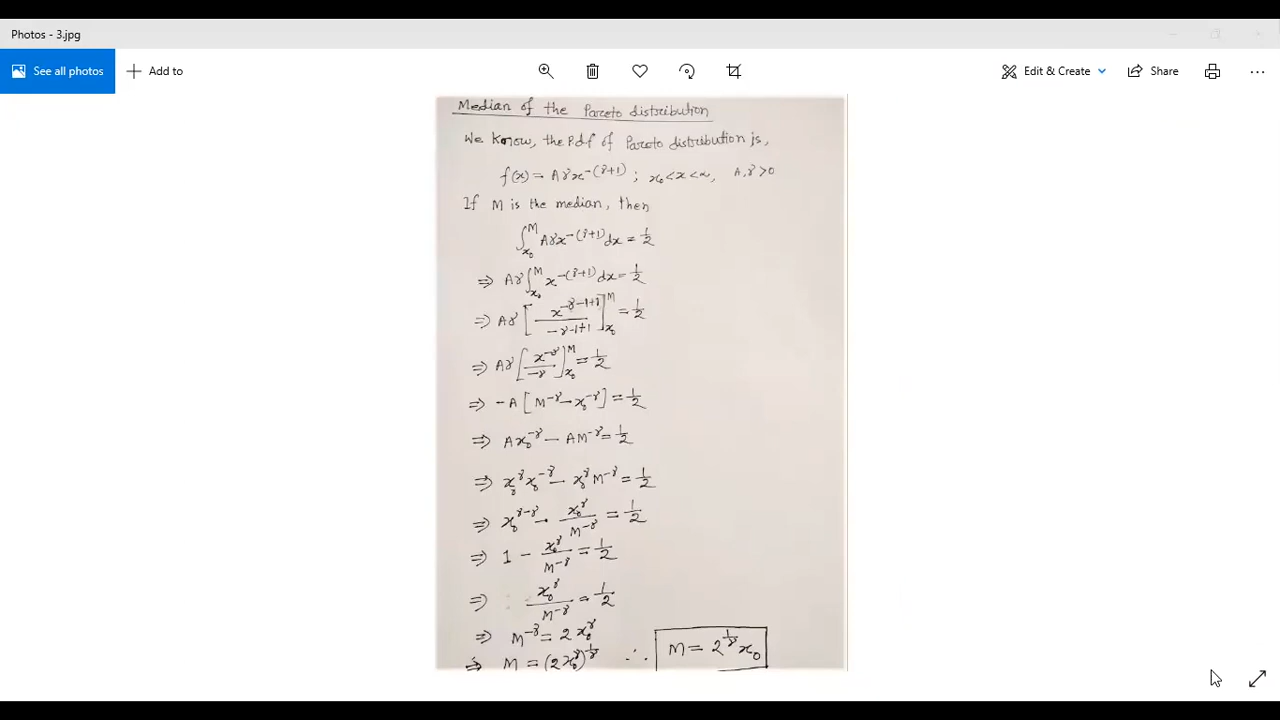 Photos - 3.jpg
See all photos
Add to
Edit & Create
Share
Median of the Pareto distribution
We Know, the Pdf of Pareto distribution is,
f(x) = Aγx^{-(γ+1)} ; x₀ < x < ∞, A,γ > 0
If M is the median, then
∫_{x₀}^{M} Aγx^{-(γ+1)} dx = 1/2
⇒ Aγ ∫_{x₀}^{M} x^{-(γ+1)} dx = 1/2
⇒ Aγ [x^{-γ-1+1}/(-γ-1+1)]_{x₀}^{M} = 1/2
⇒ Aγ [x^{-γ}/-γ]_{x₀}^{M} = 1/2
⇒ -A [M^{-γ} - x₀^{-γ}] = 1/2
⇒ Ax₀^{-γ} - AM^{-γ} = 1/2
⇒ x₀^{γ} x₀^{-γ} - x₀^{γ} M^{-γ} = 1/2
⇒ x₀^{γ-γ} - x₀^{γ}/M^{-γ} = 1/2
⇒ 1 - x₀^{γ}/M^{-γ} = 1/2
⇒ x₀^{γ}/M^{-γ} = 1/2
⇒ M^{-γ} = 2x₀^{γ}
⇒ M = (2x₀^{γ})^{1/γ} ∴ M = 2^{1/γ} x₀